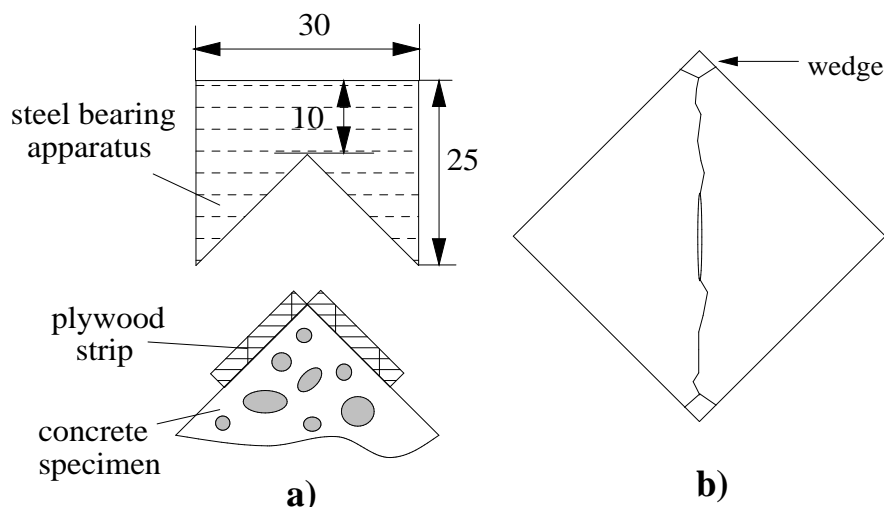 30
steel bearing
apparatus
10
25
wedge
plywood
strip
concrete
specimen
a)
b)